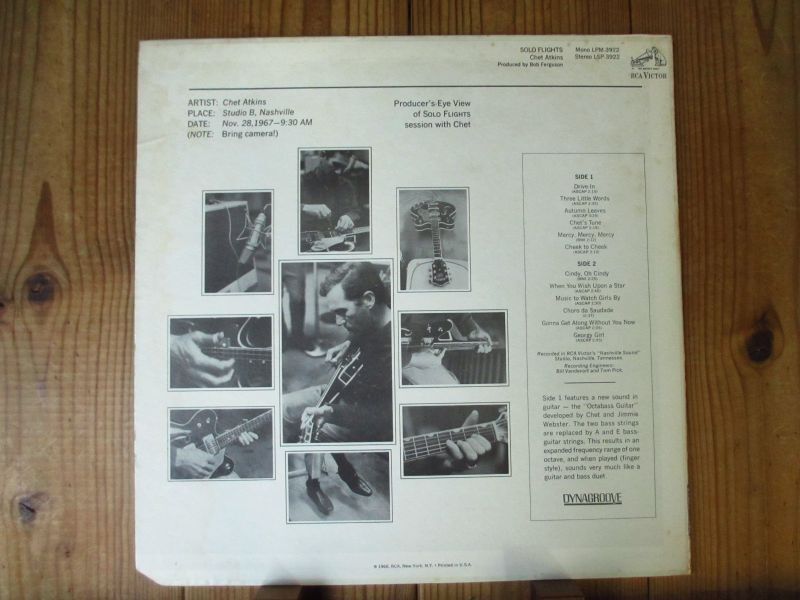 SOLO FLIGHTS
Chet Atkins
Produced by Bob Ferguson
Mono LPM-3922
Stereo LSP-3922
RCA VICTOR
ARTIST: Chet Atkins
PLACE: Studio B, Nashville
DATE: Nov. 28, 1967—9:30 AM
(NOTE: Bring camera!)
Producer's-Eye View
of SOLO FLIGHTS
session with Chet
SIDE 1
Drive In
Three Little Words
Autumn Leaves
Chet's Tune
Mercy, Mercy, Mercy
Cheek to Cheek
SIDE 2
Cindy, Oh Cindy
When You Wish Upon a Star
Music to Watch Girls By
Choro da Saudade
Gonna Get Along Without You Now
Georgy Girl
Recorded in RCA Victor's "Nashville Sound"
Studio, Nashville, Tennessee
Recording Engineers:
Bill Vandervort and Tom Pick
Side 1 features a new sound in
guitar — the "Octabass Guitar"
developed by Chet and Jimmie
Webster. The two bass strings
are replaced by A and E bass-
guitar strings. This results in an
expanded frequency range of one
octave, and when played (finger
style), sounds very much like a
guitar and bass duet.
DYNAGROOVE
© 1968, RCA, New York, N.Y. • Printed in U.S.A.